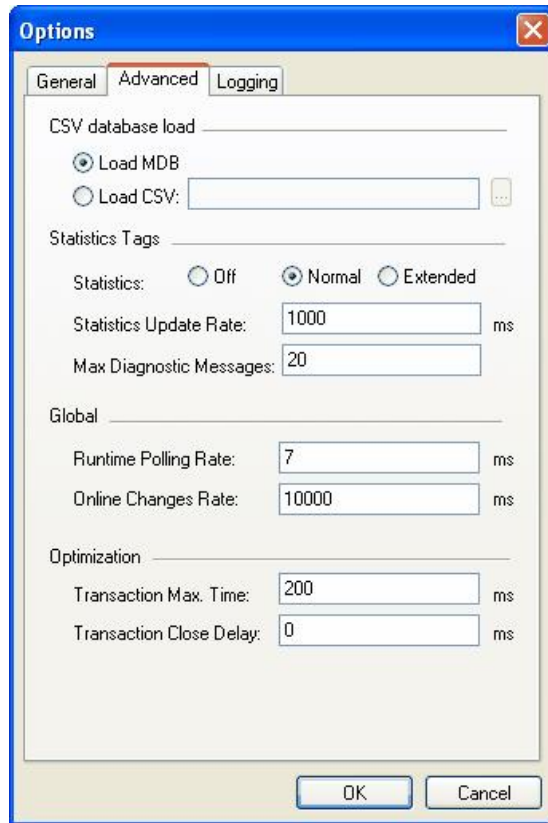 Options
General Advanced Logging
CSV database load
Load MDB
Load CSV: ...
Statistics Tags
Statistics: Off Normal Extended
Statistics Update Rate: 1000 ms
Max Diagnostic Messages: 20
Global
Runtime Polling Rate: 7 ms
Online Changes Rate: 10000 ms
Optimization
Transaction Max. Time: 200 ms
Transaction Close Delay: 0 ms
OK Cancel